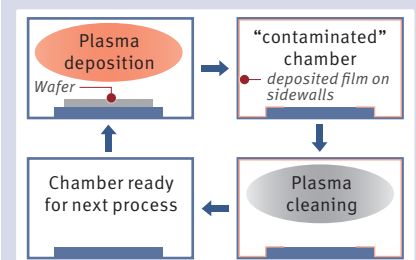 Plasma
deposition
Wafer
“contaminated”
chamber
deposited film on
sidewalls
Chamber ready
for next process
Plasma
cleaning